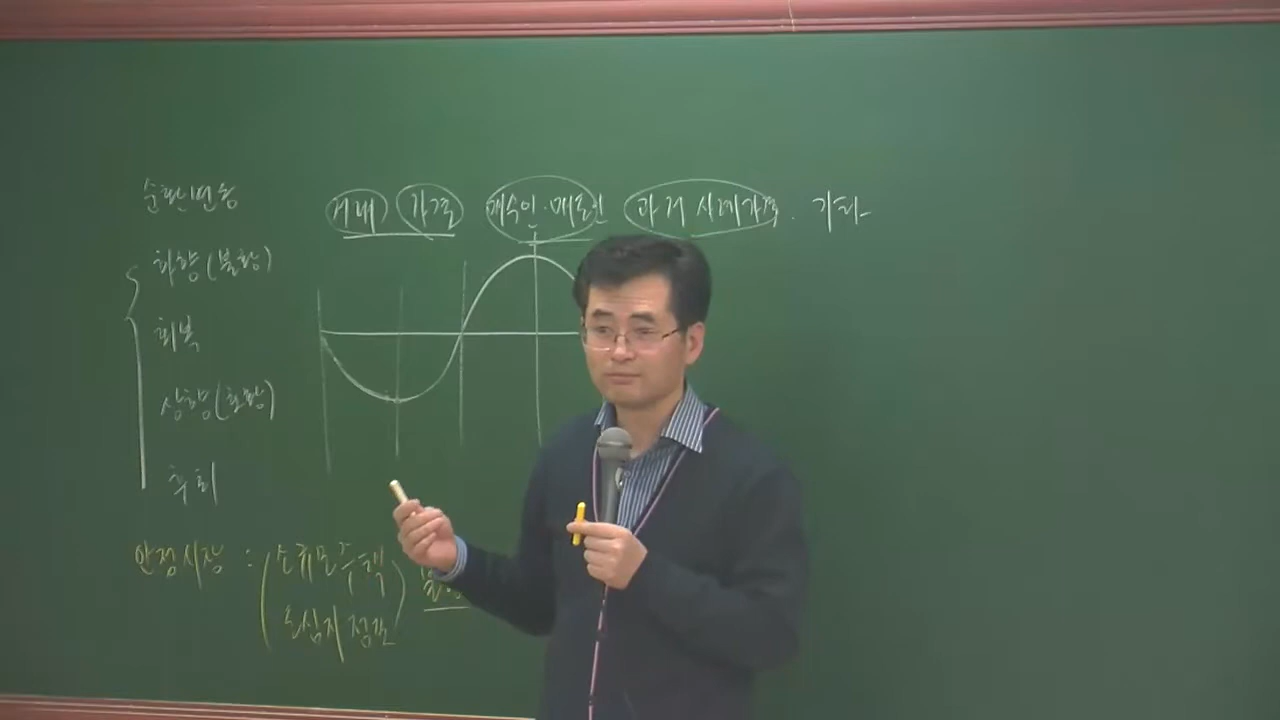 순환변동
거래 가격 매수인·매도인 과거 사례가격. 기타
하향(불황)
회복
상향(호황)
후퇴
안정시장 : (소규모주택
도심지 점포)